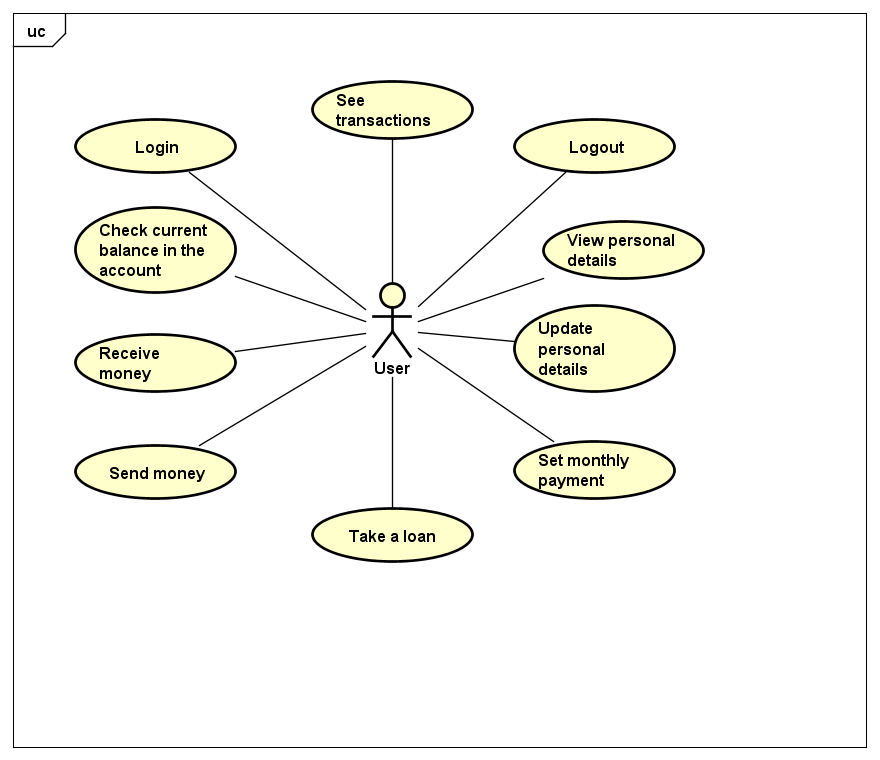 uc
See
transactions
Login
Logout
Check current
balance in the
account
View personal
details
Update
personal
details
Receive
money
User
Set monthly
payment
Send money
Take a loan